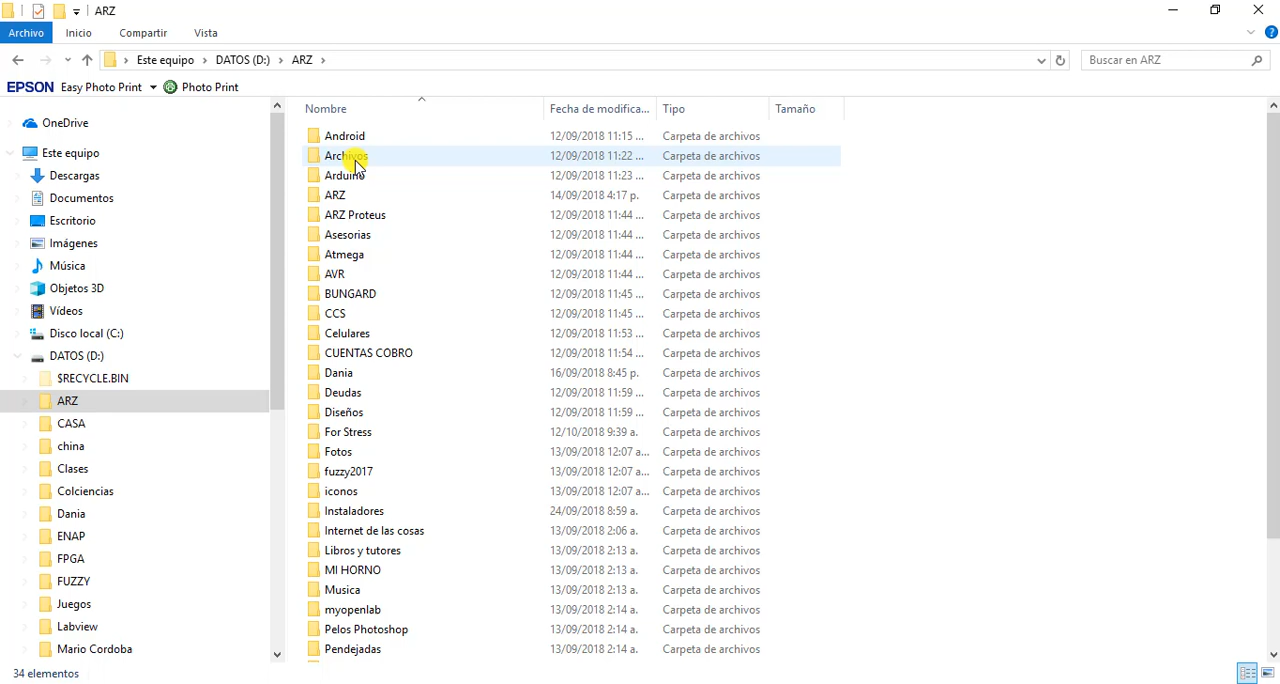 ARZ
Archivo Inicio Compartir Vista
Este equipo > DATOS (D:) > ARZ > Buscar en ARZ
EPSON Easy Photo Print Photo Print
OneDrive
Este equipo
Descargas
Documentos
Escritorio
Imágenes
Música
Objetos 3D
Vídeos
Disco local (C:)
DATOS (D:)
$RECYCLE.BIN
ARZ
CASA
china
Clases
Colciencias
Dania
ENAP
FPGA
FUZZY
Juegos
Labview
Mario Cordoba
Nombre Fecha de modifica... Tipo Tamaño
Android 12/09/2018 11:15 ... Carpeta de archivos
Archivos 12/09/2018 11:22 ... Carpeta de archivos
Arduino 12/09/2018 11:23 ... Carpeta de archivos
ARZ 14/09/2018 4:17 p. Carpeta de archivos
ARZ Proteus 12/09/2018 11:44 ... Carpeta de archivos
Asesorias 12/09/2018 11:44 ... Carpeta de archivos
Atmega 12/09/2018 11:44 ... Carpeta de archivos
AVR 12/09/2018 11:44 ... Carpeta de archivos
BUNGARD 12/09/2018 11:45 ... Carpeta de archivos
CCS 12/09/2018 11:45 ... Carpeta de archivos
Celulares 12/09/2018 11:53 ... Carpeta de archivos
CUENTAS COBRO 12/09/2018 11:54 ... Carpeta de archivos
Dania 16/09/2018 8:45 p. Carpeta de archivos
Deudas 12/09/2018 11:59 ... Carpeta de archivos
Diseños 12/09/2018 11:59 ... Carpeta de archivos
For Stress 12/10/2018 9:39 a. Carpeta de archivos
Fotos 13/09/2018 12:07 a... Carpeta de archivos
fuzzy2017 13/09/2018 12:07 a... Carpeta de archivos
iconos 13/09/2018 12:07 a... Carpeta de archivos
Instaladores 24/09/2018 8:59 a. Carpeta de archivos
Internet de las cosas 13/09/2018 2:06 a. Carpeta de archivos
Libros y tutores 13/09/2018 2:13 a. Carpeta de archivos
MI HORNO 13/09/2018 2:13 a. Carpeta de archivos
Musica 13/09/2018 2:13 a. Carpeta de archivos
myopenlab 13/09/2018 2:14 a. Carpeta de archivos
Pelos Photoshop 13/09/2018 2:14 a. Carpeta de archivos
Pendejadas 13/09/2018 2:14 a. Carpeta de archivos
34 elementos